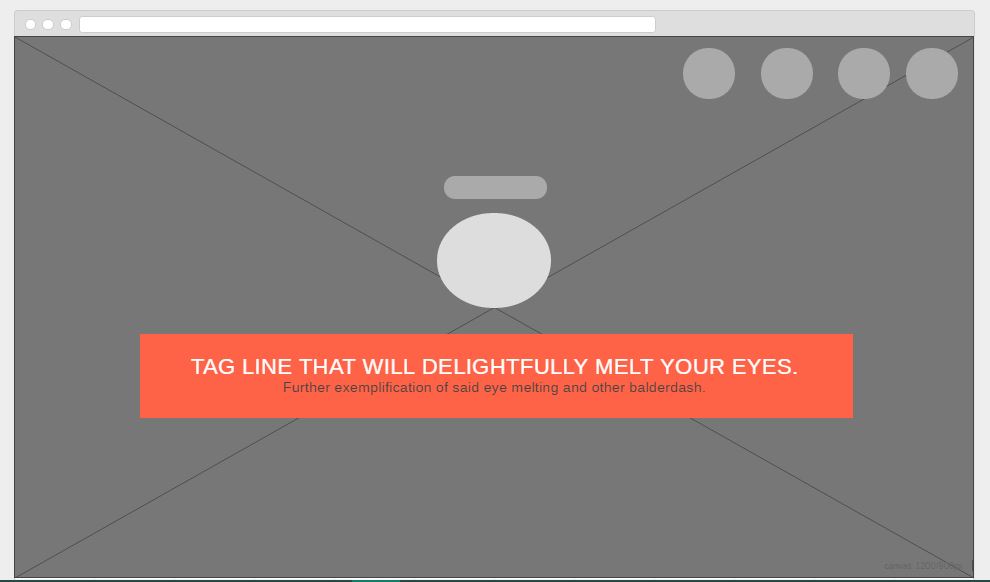 TAG LINE THAT WILL DELIGHTFULLY MELT YOUR EYES.
Further exemplification of said eye melting and other balderdash.
canvas: 1200/900px